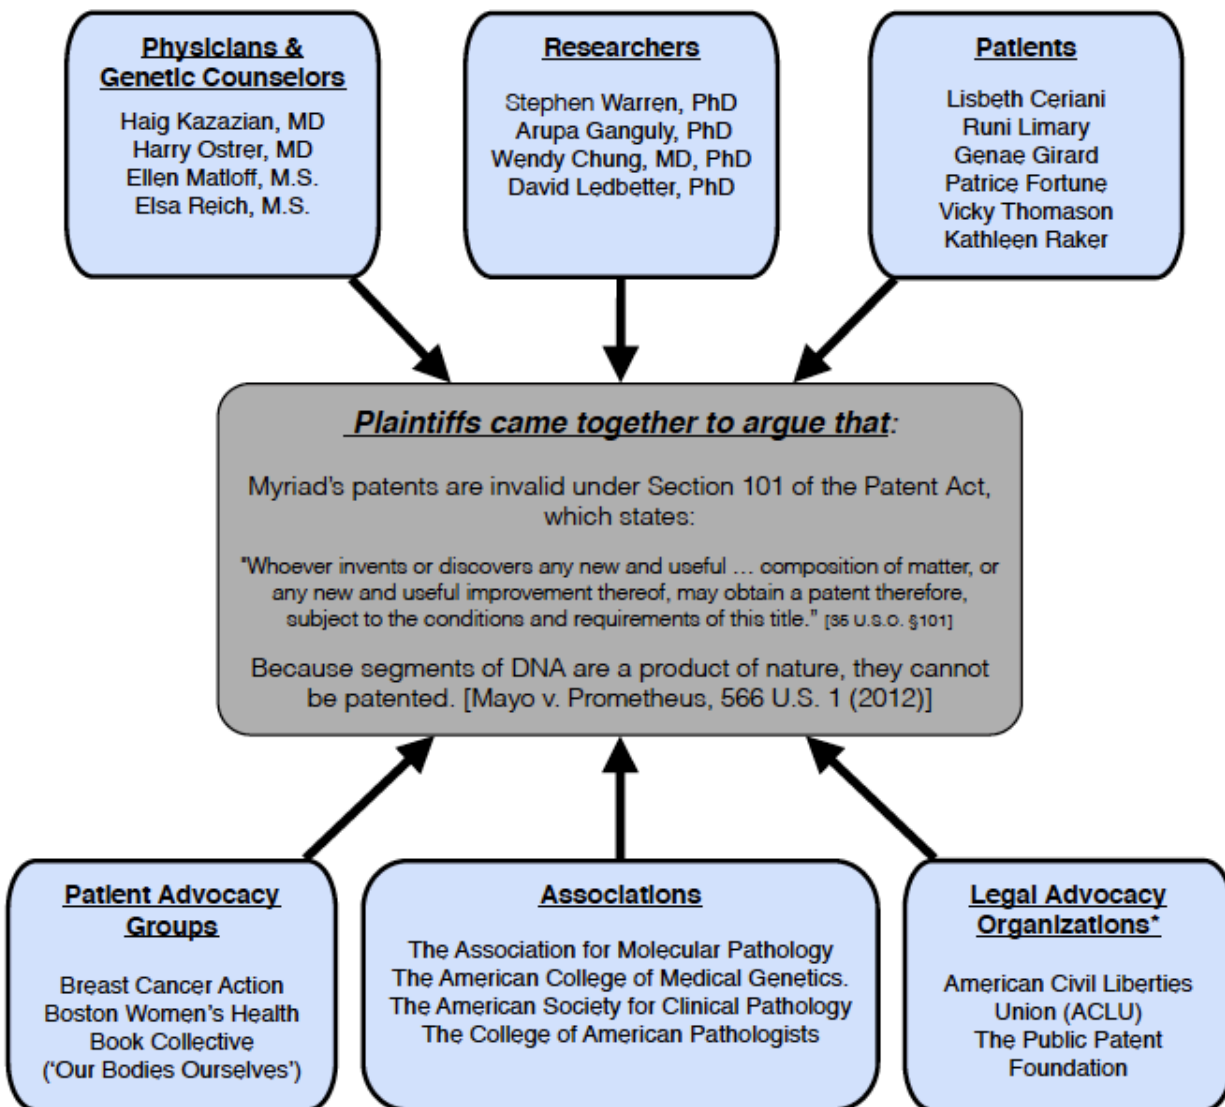 Physicians &
Genetic Counselors
Haig Kazazian, MD
Harry Ostrer, MD
Ellen Matloff, M.S.
Elsa Reich, M.S.
Researchers
Stephen Warren, PhD
Arupa Ganguly, PhD
Wendy Chung, MD, PhD
David Ledbetter, PhD
Patients
Lisbeth Ceriani
Runi Limary
Genae Girard
Patrice Fortune
Vicky Thomason
Kathleen Raker
Plaintiffs came together to argue that:
Myriad's patents are invalid under Section 101 of the Patent Act,
which states:
"Whoever invents or discovers any new and useful … composition of matter, or
any new and useful improvement thereof, may obtain a patent therefore,
subject to the conditions and requirements of this title." [35 U.S.O. §101]
Because segments of DNA are a product of nature, they cannot
be patented. [Mayo v. Prometheus, 566 U.S. 1 (2012)]
Patient Advocacy
Groups
Breast Cancer Action
Boston Women's Health
Book Collective
('Our Bodies Ourselves')
Associations
The Association for Molecular Pathology
The American College of Medical Genetics.
The American Society for Clinical Pathology
The College of American Pathologists
Legal Advocacy
Organizations*
American Civil Liberties
Union (ACLU)
The Public Patent
Foundation